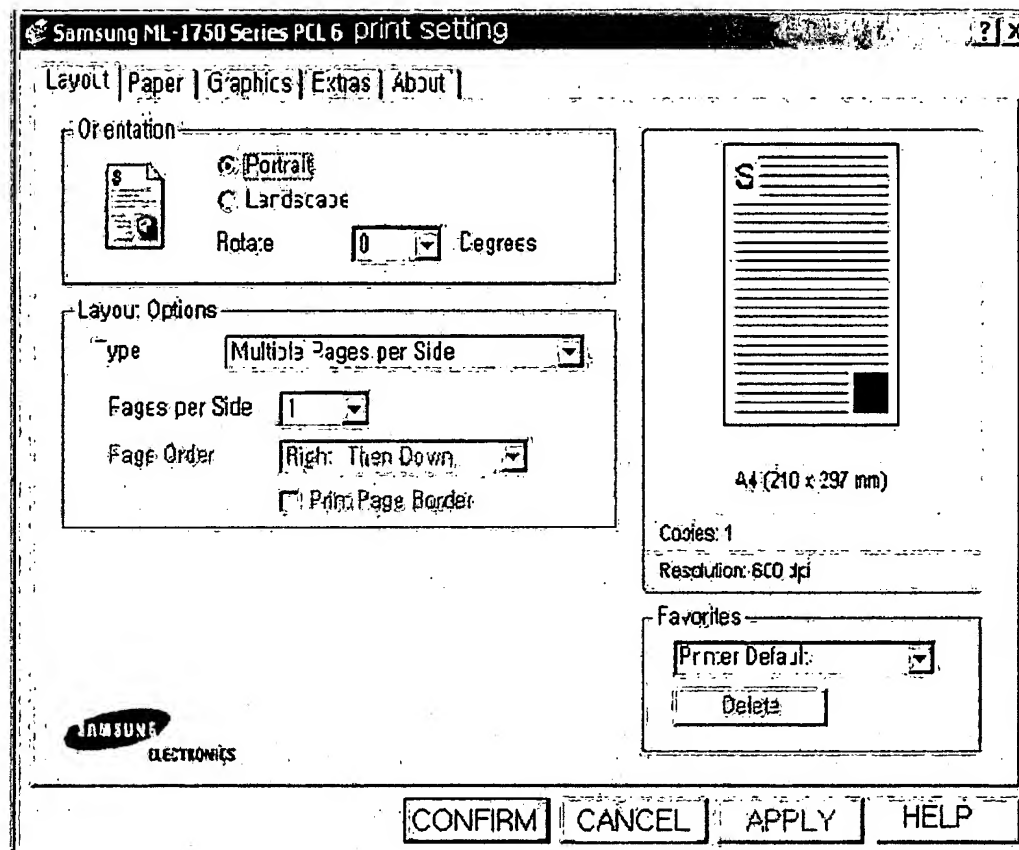 Samsung ML-1750 Series PCL 6 print setting ? X
Layout Paper Graphics Extras About
Orientation
S
Portrait
Landscape
Rotate 0 Degrees
Layout Options
Type Multiple Pages per Side
Pages per Side 1
Page Order Right Then Down
Print Page Border
S
A4 (210 x 297 mm)
Copies: 1
Resolution: 600 dpi
Favorites
Printer Default
Delete
SAMSUNG
ELECTRONICS
CONFIRM CANCEL APPLY HELP